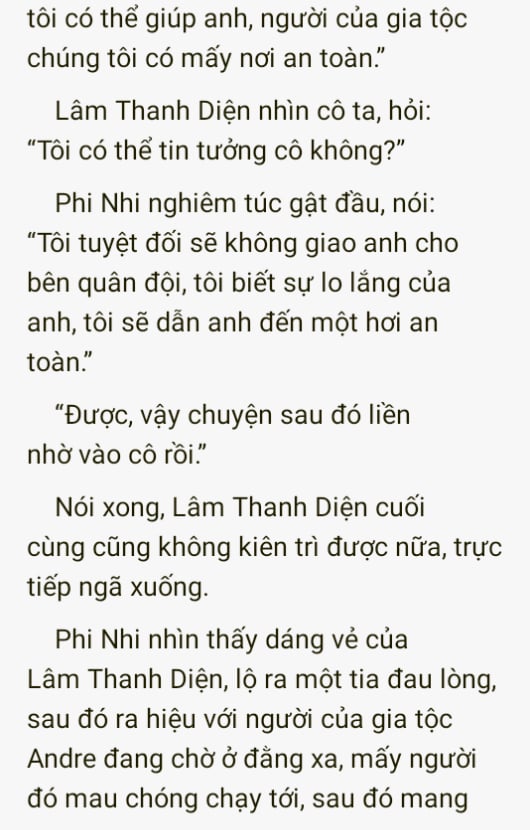 tôi có thể giúp anh, người của gia tộc
chúng tôi có mấy nơi an toàn.”
Lâm Thanh Diện nhìn cô ta, hỏi:
“Tôi có thể tin tưởng cô không?”
Phi Nhi nghiêm túc gật đầu, nói:
“Tôi tuyệt đối sẽ không giao anh cho
bên quân đội, tôi biết sự lo lắng của
anh, tôi sẽ dẫn anh đến một hơi an
toàn.”
“Được, vậy chuyện sau đó liền
nhờ vào cô rồi.”
Nói xong, Lâm Thanh Diện cuối
cùng cũng không kiên trì được nữa, trực
tiếp ngã xuống.
Phi Nhi nhìn thấy dáng vẻ của
Lâm Thanh Diện, lộ ra một tia đau lòng,
sau đó ra hiệu với người của gia tộc
Andre đang chờ ở đằng xa, mấy người
đó mau chóng chạy tới, sau đó mang